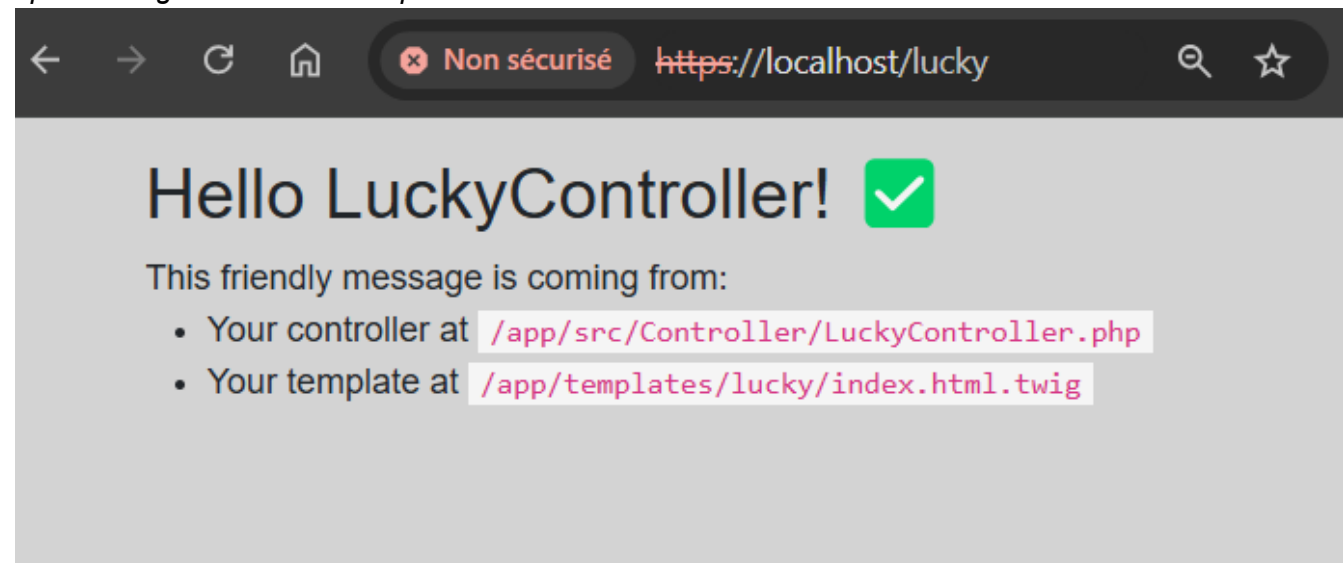 Non sécurisé https://localhost/lucky
Hello LuckyController! ✅
This friendly message is coming from:
• Your controller at /app/src/Controller/LuckyController.php
• Your template at /app/templates/lucky/index.html.twig